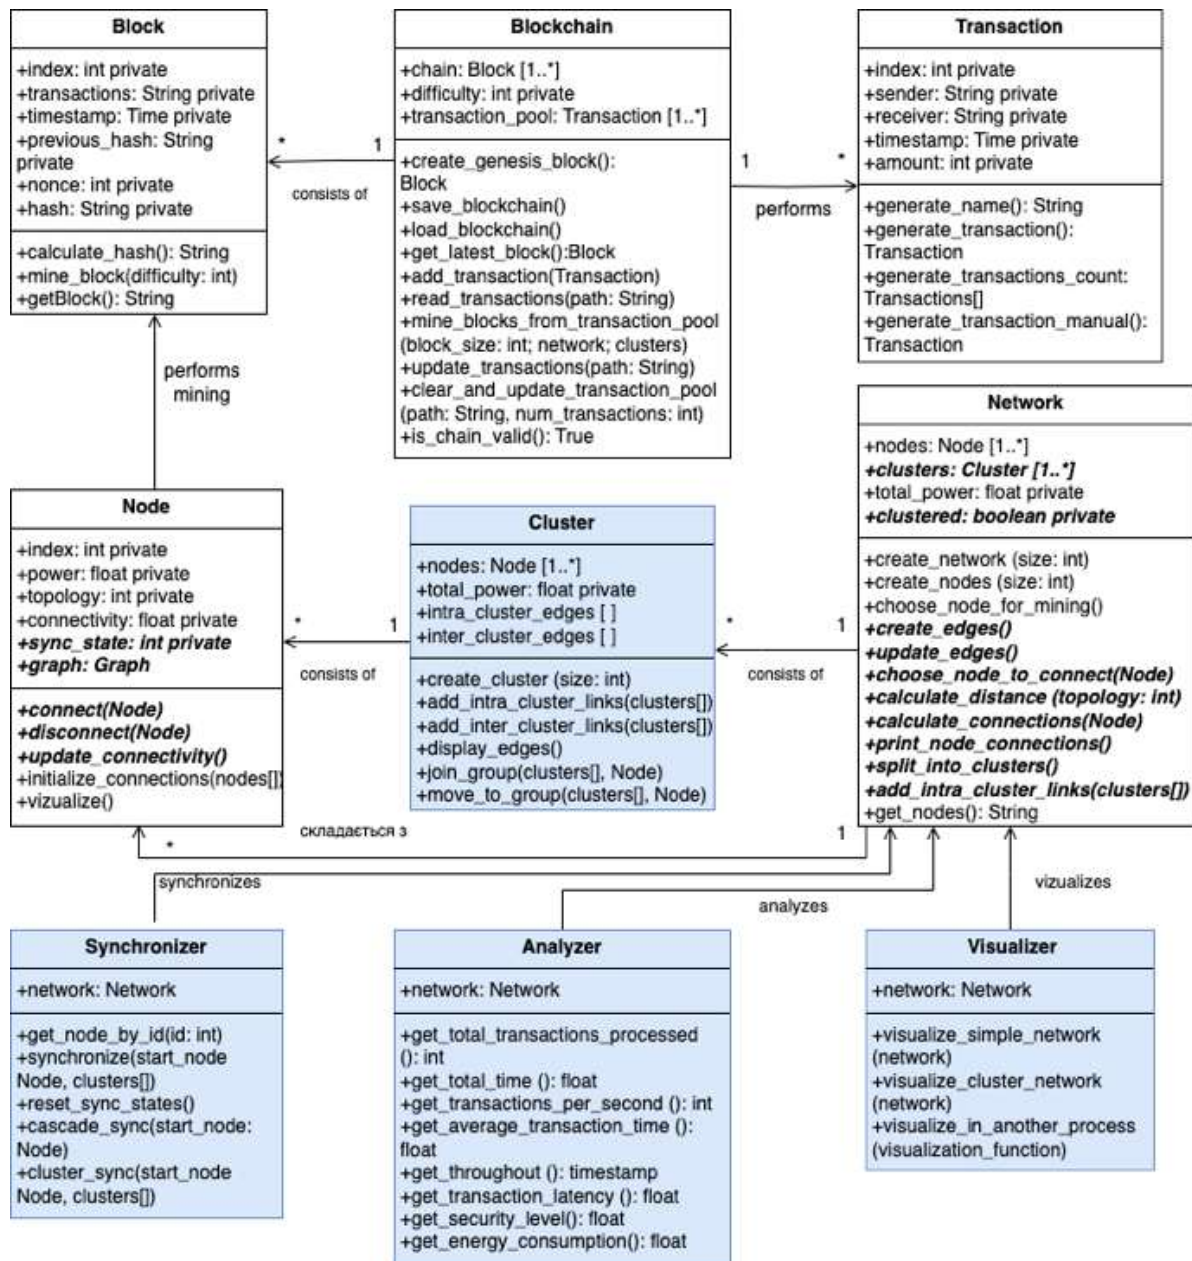 Block
+index: int private
+transactions: String private
+timestamp: Time private
+previous_hash: String
private
+nonce: int private
+hash: String private
+calculate_hash(): String
+mine_block(difficulty: int)
+getBlock(): String
*
1
consists of
Blockchain
+chain: Block [1..*]
+difficulty: int private
+transaction_pool: Transaction [1..*]
+create_genesis_block():
Block
+save_blockchain()
+load_blockchain()
+get_latest_block():Block
+add_transaction(Transaction)
+read_transactions(path: String)
+mine_blocks_from_transaction_pool
(block_size: int; network; clusters)
+update_transactions(path: String)
+clear_and_update_transaction_pool
(path: String, num_transactions: int)
+is_chain_valid(): True
1
*
performs
Transaction
+index: int private
+sender: String private
+receiver: String private
+timestamp: Time private
+amount: int private
+generate_name(): String
+generate_transaction():
Transaction
+generate_transactions_count:
Transactions[]
+generate_transaction_manual():
Transaction
performs
mining
Node
+index: int private
+power: float private
+topology: int private
+connectivity: float private
+sync_state: int private
+graph: Graph
+connect(Node)
+disconnect(Node)
+update_connectivity()
+initialize_connections(nodes[])
+vizualize()
*
1
consists of
Cluster
+nodes: Node [1..*]
+total_power: float private
+intra_cluster_edges [ ]
+inter_cluster_edges [ ]
+create_cluster (size: int)
+add_intra_cluster_links(clusters[])
+add_inter_cluster_links(clusters[])
+display_edges()
+join_group(clusters[], Node)
+move_to_group(clusters[], Node)
*
1
consists of
Network
+nodes: Node [1..*]
+clusters: Cluster [1..*]
+total_power: float private
+clustered: boolean private
+create_network (size: int)
+create_nodes (size: int)
+choose_node_for_mining()
+create_edges()
+update_edges()
+choose_node_to_connect(Node)
+calculate_distance (topology: int)
+calculate_connections(Node)
+print_node_connections()
+split_into_clusters()
+add_intra_cluster_links(clusters[])
+get_nodes(): String
складається з
*
1
synchronizes
analyzes
vizualizes
Synchronizer
+network: Network
+get_node_by_id(id: int)
+synchronize(start_node
Node, clusters[])
+reset_sync_states()
+cascade_sync(start_node:
Node)
+cluster_sync(start_node
Node, clusters[])
Analyzer
+network: Network
+get_total_transactions_processed
(): int
+get_total_time (): float
+get_transactions_per_second (): int
+get_average_transaction_time ():
float
+get_throughout (): timestamp
+get_transaction_latency (): float
+get_security_level(): float
+get_energy_consumption(): float
Visualizer
+network: Network
+visualize_simple_network
(network)
+visualize_cluster_network
(network)
+visualize_in_another_process
(visualization_function)